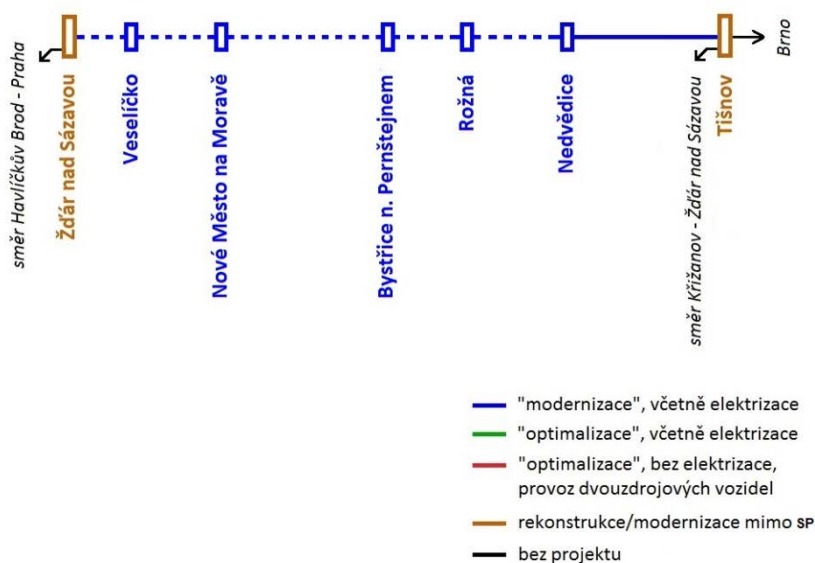 směr Havlíčkův Brod - Praha
Žďár nad Sázavou
Veselíčko
Nové Město na Moravě
Bystřice n. Pernštejnem
Rožná
Nedvědice
směr Křižanov - Žďár nad Sázavou
Tišnov
Brno
"modernizace", včetně elektrizace
"optimalizace", včetně elektrizace
"optimalizace", bez elektrizace,
provoz dvouzdrojových vozidel
rekonstrukce/modernizace mimo SP
bez projektu